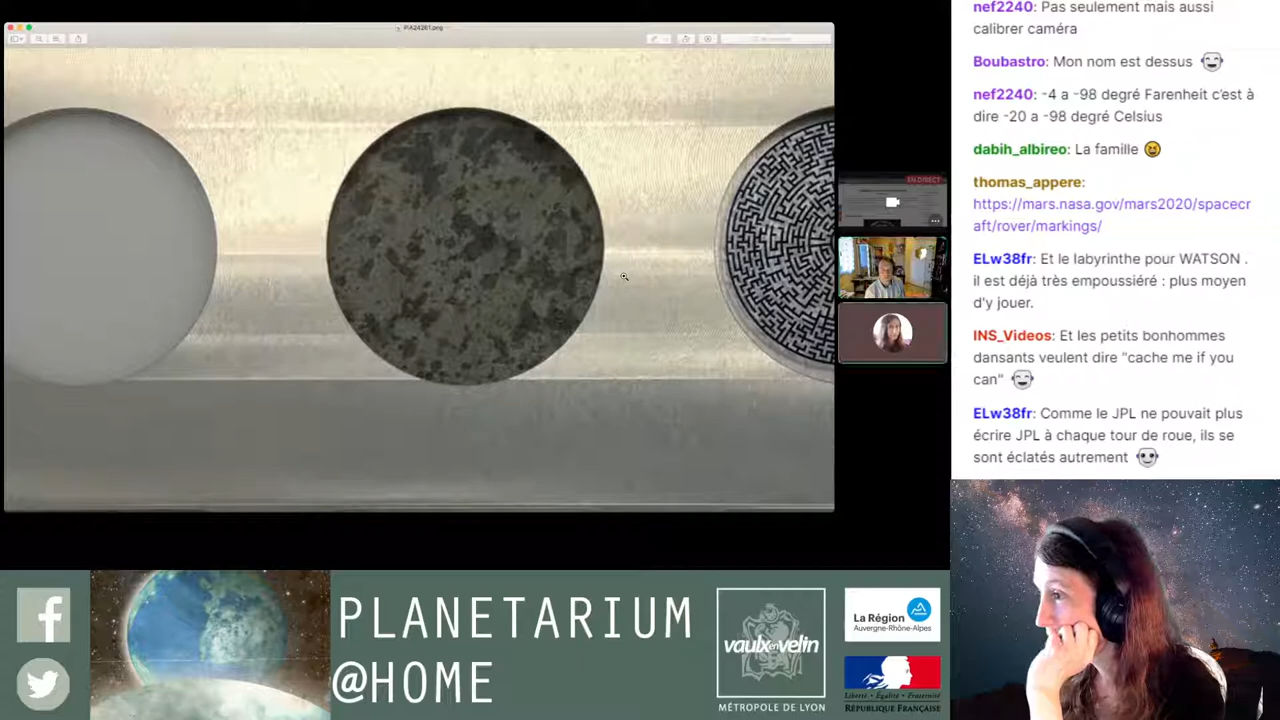 PIA24261.png
EN DIRECT
nef2240: Pas seulement mais aussi
calibrer caméra
Boubastro: Mon nom est dessus
nef2240: -4 a -98 degré Farenheit c'est à
dire -20 a -98 degré Celsius
dabih_albireo: La famille
thomas_appere:
https://mars.nasa.gov/mars2020/spacecr
aft/rover/markings/
ELw38fr: Et le labyrinthe pour WATSON .
il est déjà très empoussiéré : plus moyen
d'y jouer.
INS_Videos: Et les petits bonhommes
dansants veulent dire "cache me if you
can"
ELw38fr: Comme le JPL ne pouvait plus
écrire JPL à chaque tour de roue, ils se
sont éclatés autrement
PLANETARIUM
@HOME
vaulxenvelin
MÉTROPOLE DE LYON
La Région
Auvergne-Rhône-Alpes
Liberté • Égalité • Fraternité
RÉPUBLIQUE FRANÇAISE